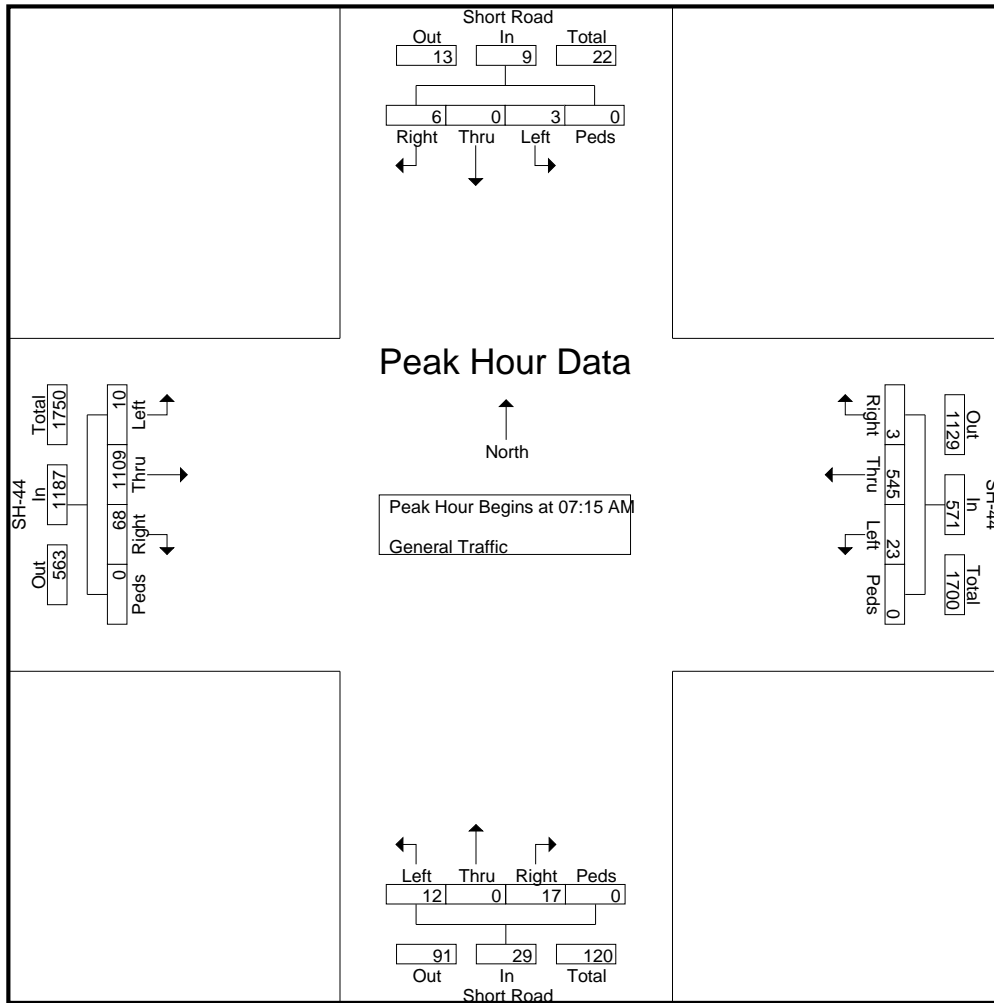 Short Road
Out In Total
13 9 22
6 0 3 0
Right Thru Left Peds
Peak Hour Data
North
Peak Hour Begins at 07:15 AM
General Traffic
SH-44
Total In Out
1750 1187 563
10 1109 68 0
Left Thru Right Peds
Right Thru Left Peds
3 545 23 0
Out In Total
1129 571 1700
SH-44
Left Thru Right Peds
12 0 17 0
91 29 120
Out In Total
Short Road